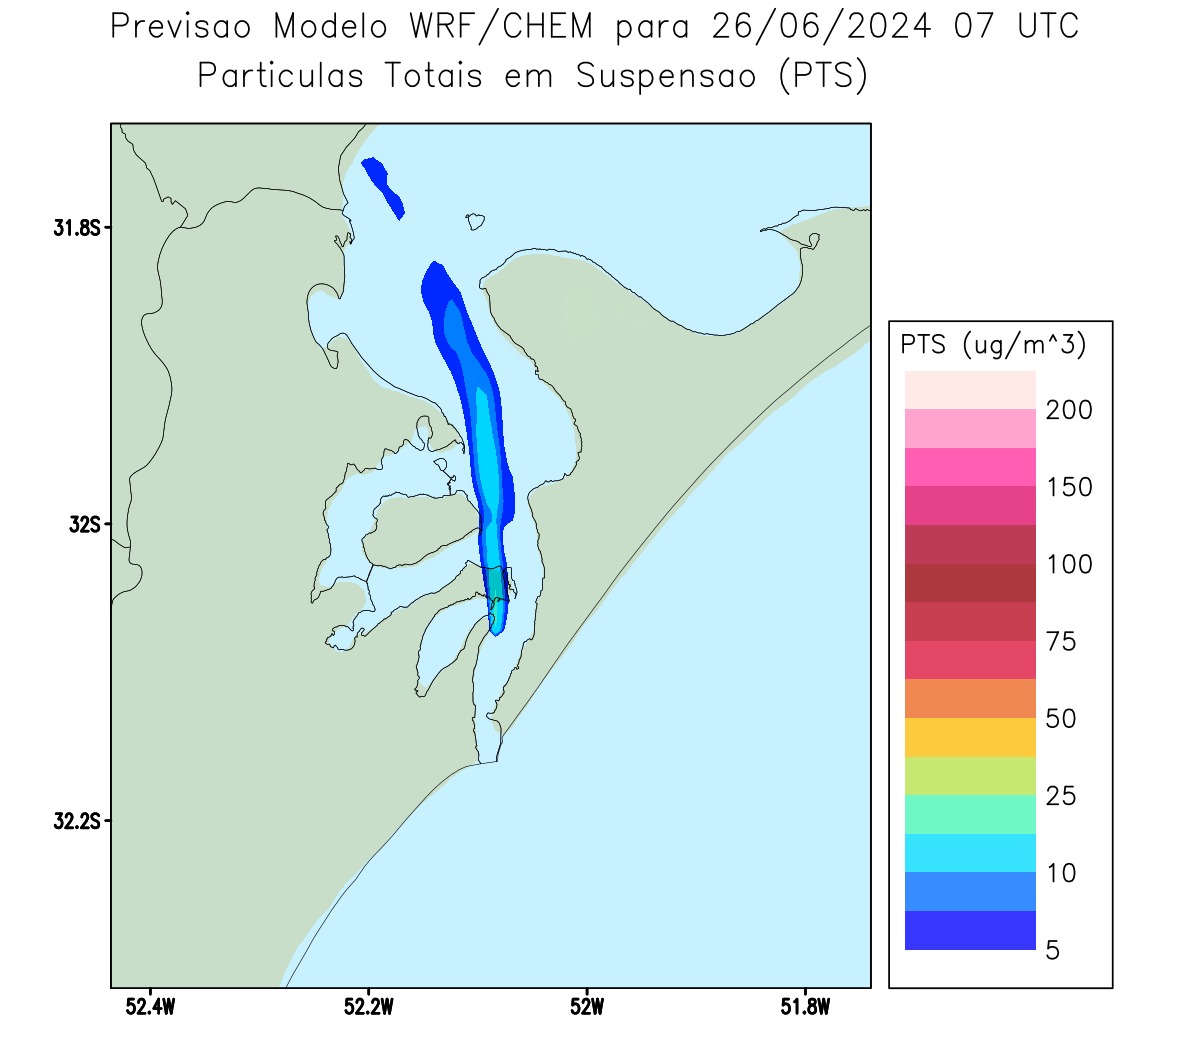 Previsao Modelo WRF/CHEM para 26/06/2024 07 UTC
Particulas Totais em Suspensao (PTS)
31.8S
32S
32.2S
52.4W
52.2W
52W
51.8W
PTS (ug/m^3)
200
150
100
75
50
25
10
5